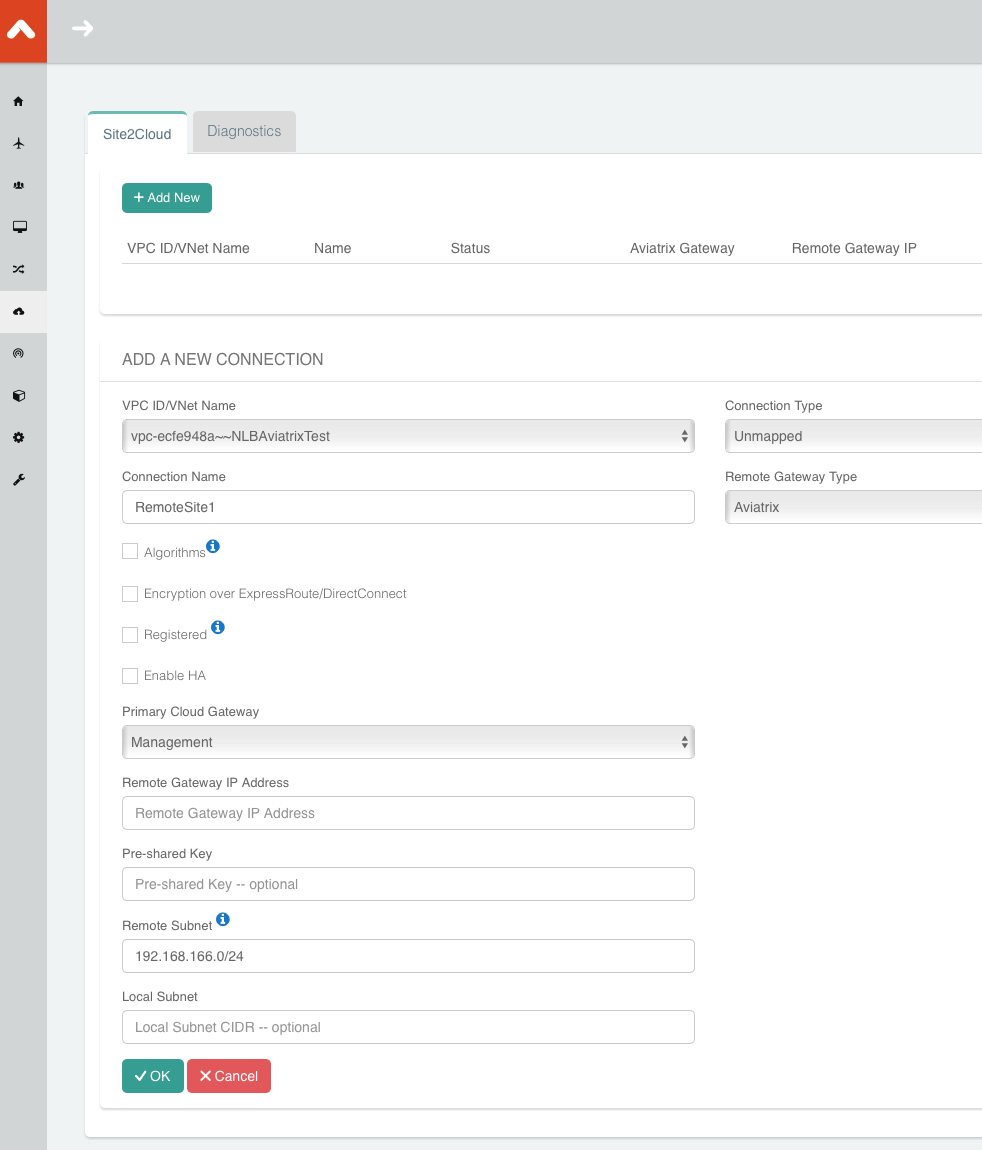 Site2Cloud Diagnostics
+ Add New
VPC ID/VNet Name Name Status Aviatrix Gateway Remote Gateway IP
ADD A NEW CONNECTION
VPC ID/VNet Name Connection Type
vpc-ecfe948a~~NLBAviatrixTest Unmapped
Connection Name Remote Gateway Type
RemoteSite1 Aviatrix
Algorithms
Encryption over ExpressRoute/DirectConnect
Registered
Enable HA
Primary Cloud Gateway
Management
Remote Gateway IP Address
Remote Gateway IP Address
Pre-shared Key
Pre-shared Key -- optional
Remote Subnet
192.168.166.0/24
Local Subnet
Local Subnet CIDR -- optional
OK Cancel